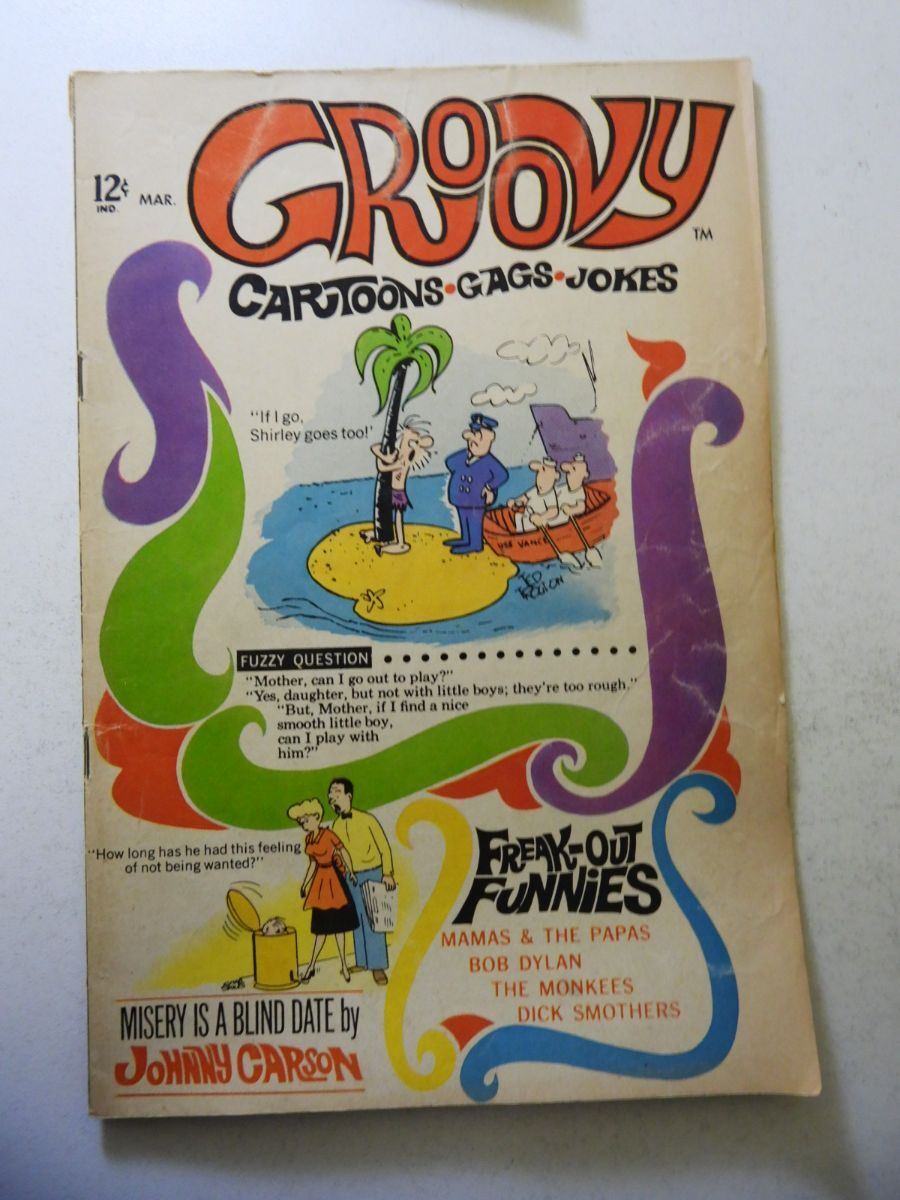 GROOVY
TM
12¢
IND.
MAR.
CARTOONS • GAGS • JOKES
"If I go,
Shirley goes too!'
USS VANCE
TED
FUZZY QUESTION
"Mother, can I go out to play?"
"Yes, daughter, but not with little boys; they're too rough."
"But, Mother, if I find a nice
smooth little boy,
can I play with
him?"
"How long has he had this feeling
of not being wanted?"
FREAK-OUT
FUNNIES
MAMAS & THE PAPAS
BOB DYLAN
THE MONKEES
DICK SMOTHERS
MISERY IS A BLIND DATE by
JOHNNY CARSON